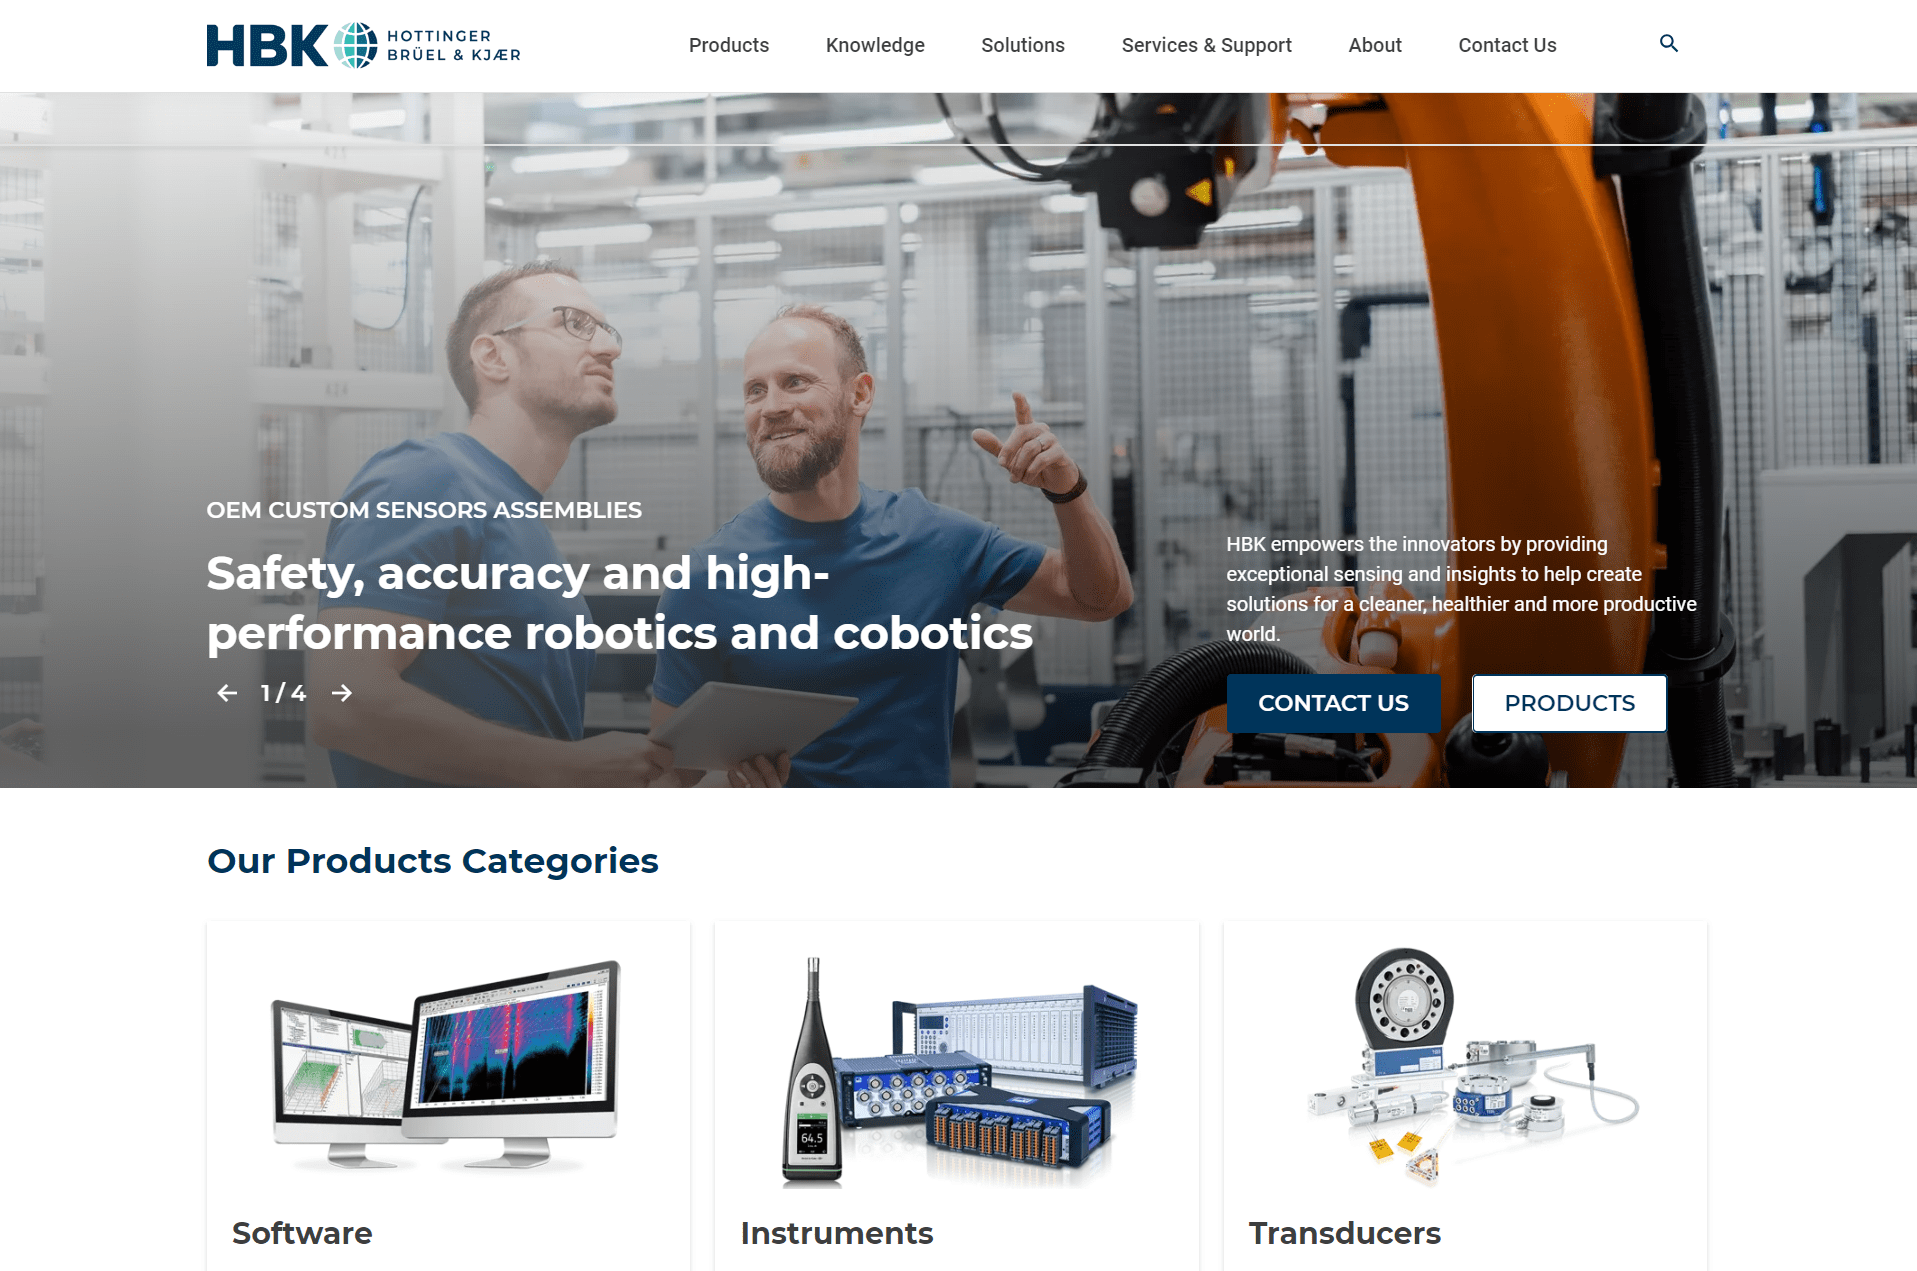 HBK HOTTINGER
BRÜEL & KJÆR
Products Knowledge Solutions Services & Support About Contact Us
OEM CUSTOM SENSORS ASSEMBLIES
Safety, accuracy and high-
performance robotics and cobotics
1 / 4
HBK empowers the innovators by providing
exceptional sensing and insights to help create
solutions for a cleaner, healthier and more productive
world.
CONTACT US
PRODUCTS
Our Products Categories
64.5
Software
Instruments
Transducers